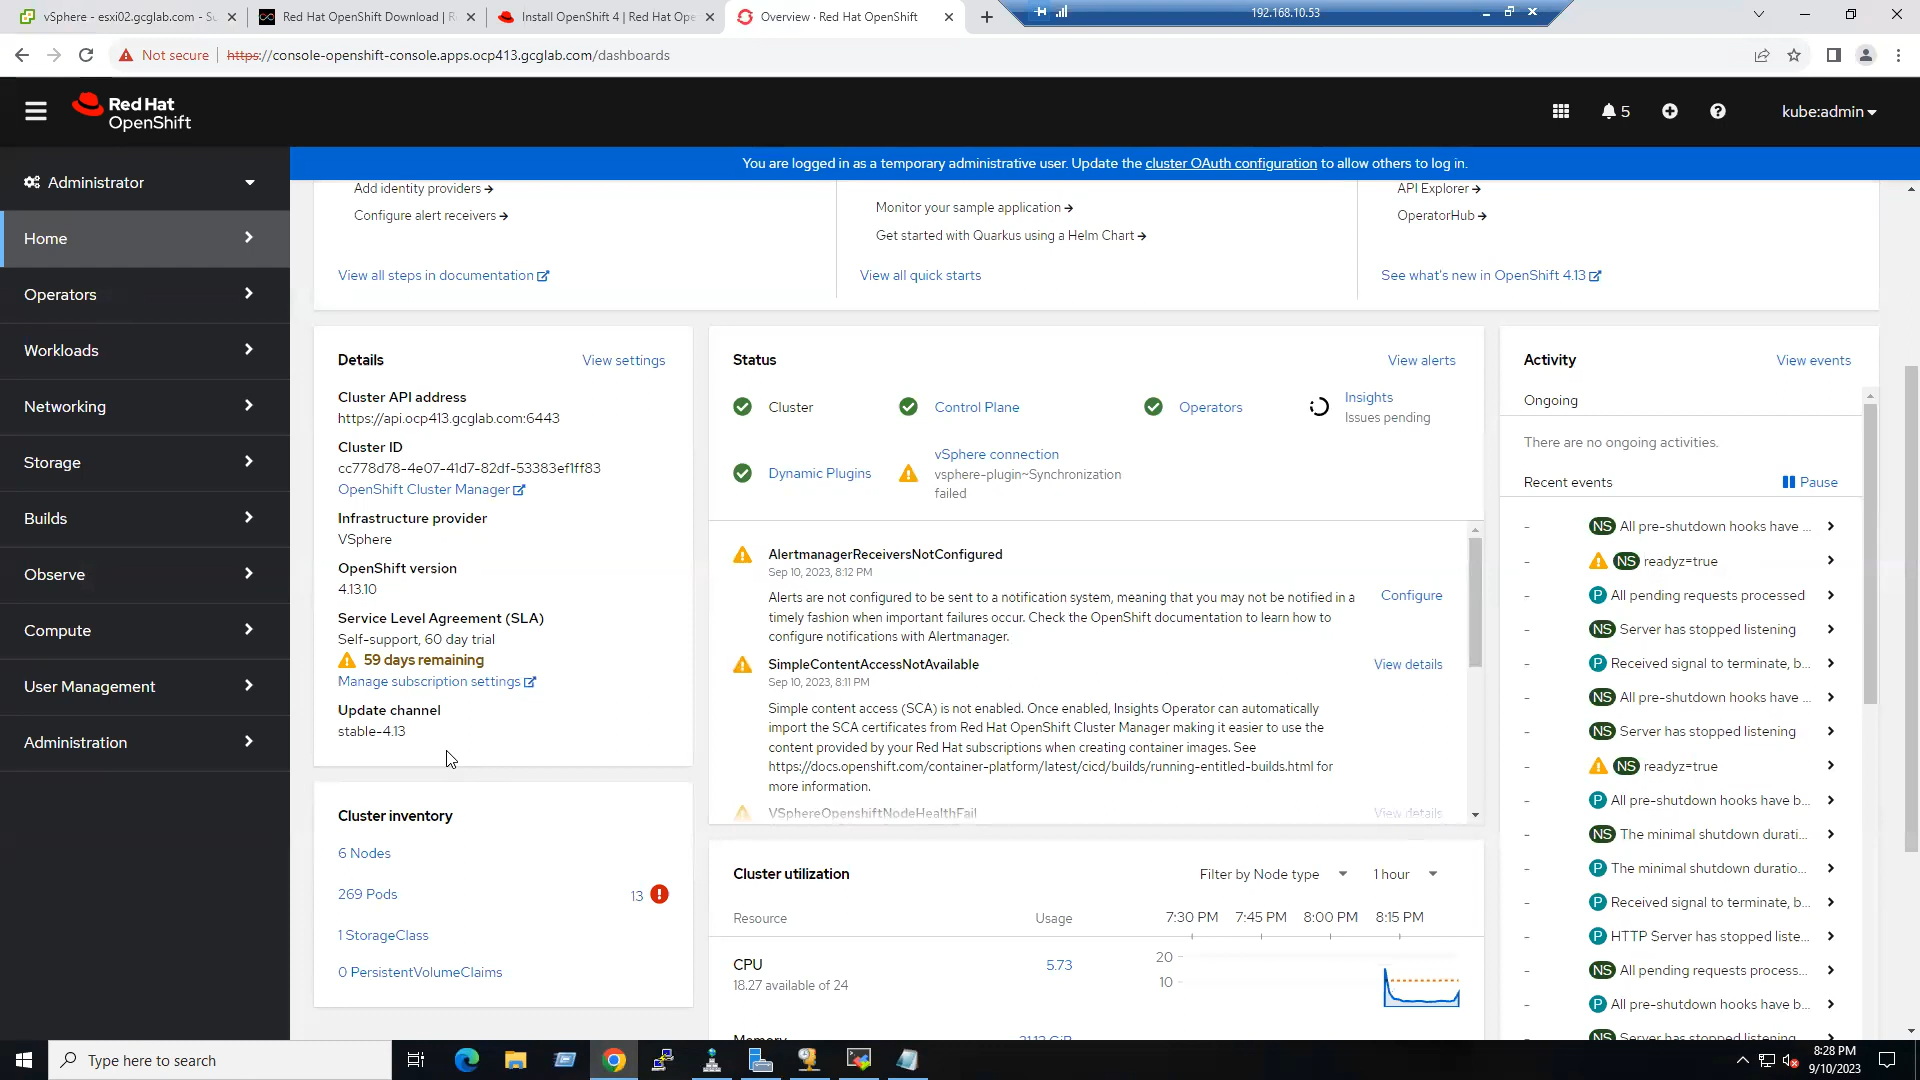 vSphere - esxi02.gcglab.com - Su
Red Hat OpenShift Download | R
Install OpenShift 4 | Red Hat Ope
Overview · Red Hat OpenShift
192.168.10.53
Not secure
https://console-openshift-console.apps.ocp413.gcglab.com/dashboards
Red Hat
OpenShift
5
kube:admin
You are logged in as a temporary administrative user. Update the cluster OAuth configuration to allow others to log in.
Administrator
Home
Operators
Workloads
Networking
Storage
Builds
Observe
Compute
User Management
Administration
Add identity providers
Configure alert receivers
View all steps in documentation
Monitor your sample application
Get started with Quarkus using a Helm Chart
View all quick starts
API Explorer
OperatorHub
See what's new in OpenShift 4.13
Details
View settings
Cluster API address
https://api.ocp413.gcglab.com:6443
Cluster ID
cc778d78-4e07-41d7-82df-53383ef1ff83
OpenShift Cluster Manager
Infrastructure provider
VSphere
OpenShift version
4.13.10
Service Level Agreement (SLA)
Self-support, 60 day trial
59 days remaining
Manage subscription settings
Update channel
stable-4.13
Cluster inventory
6 Nodes
269 Pods
13
1 StorageClass
0 PersistentVolumeClaims
Status
View alerts
Cluster
Control Plane
Operators
Insights
Issues pending
Dynamic Plugins
vSphere connection
vsphere-plugin~Synchronization
failed
AlertmanagerReceiversNotConfigured
Sep 10, 2023, 8:12 PM
Alerts are not configured to be sent to a notification system, meaning that you may not be notified in a
timely fashion when important failures occur. Check the OpenShift documentation to learn how to
configure notifications with Alertmanager.
Configure
SimpleContentAccessNotAvailable
Sep 10, 2023, 8:11 PM
View details
Simple content access (SCA) is not enabled. Once enabled, Insights Operator can automatically
import the SCA certificates from Red Hat OpenShift Cluster Manager making it easier to use the
content provided by your Red Hat subscriptions when creating container images. See
https://docs.openshift.com/container-platform/latest/cicd/builds/running-entitled-builds.html for
more information.
VSphereOpenshiftNodeHealthFail
View details
Cluster utilization
Filter by Node type
1 hour
Resource
Usage
7:30 PM
7:45 PM
8:00 PM
8:15 PM
CPU
18.27 available of 24
5.73
20
10
Memory
Activity
View events
Ongoing
There are no ongoing activities.
Recent events
Pause
- NS All pre-shutdown hooks have ...
- NS readyz=true
- P All pending requests processed
- NS Server has stopped listening
- P Received signal to terminate, b...
- NS All pre-shutdown hooks have ...
- NS Server has stopped listening
- NS readyz=true
- P All pre-shutdown hooks have b...
- NS The minimal shutdown durati...
- P The minimal shutdown duratio...
- P Received signal to terminate, b...
- P HTTP Server has stopped liste...
- NS All pending requests process...
- P All pre-shutdown hooks have b...
- NS Server has stopped listening
Type here to search
8:28 PM
9/10/2023